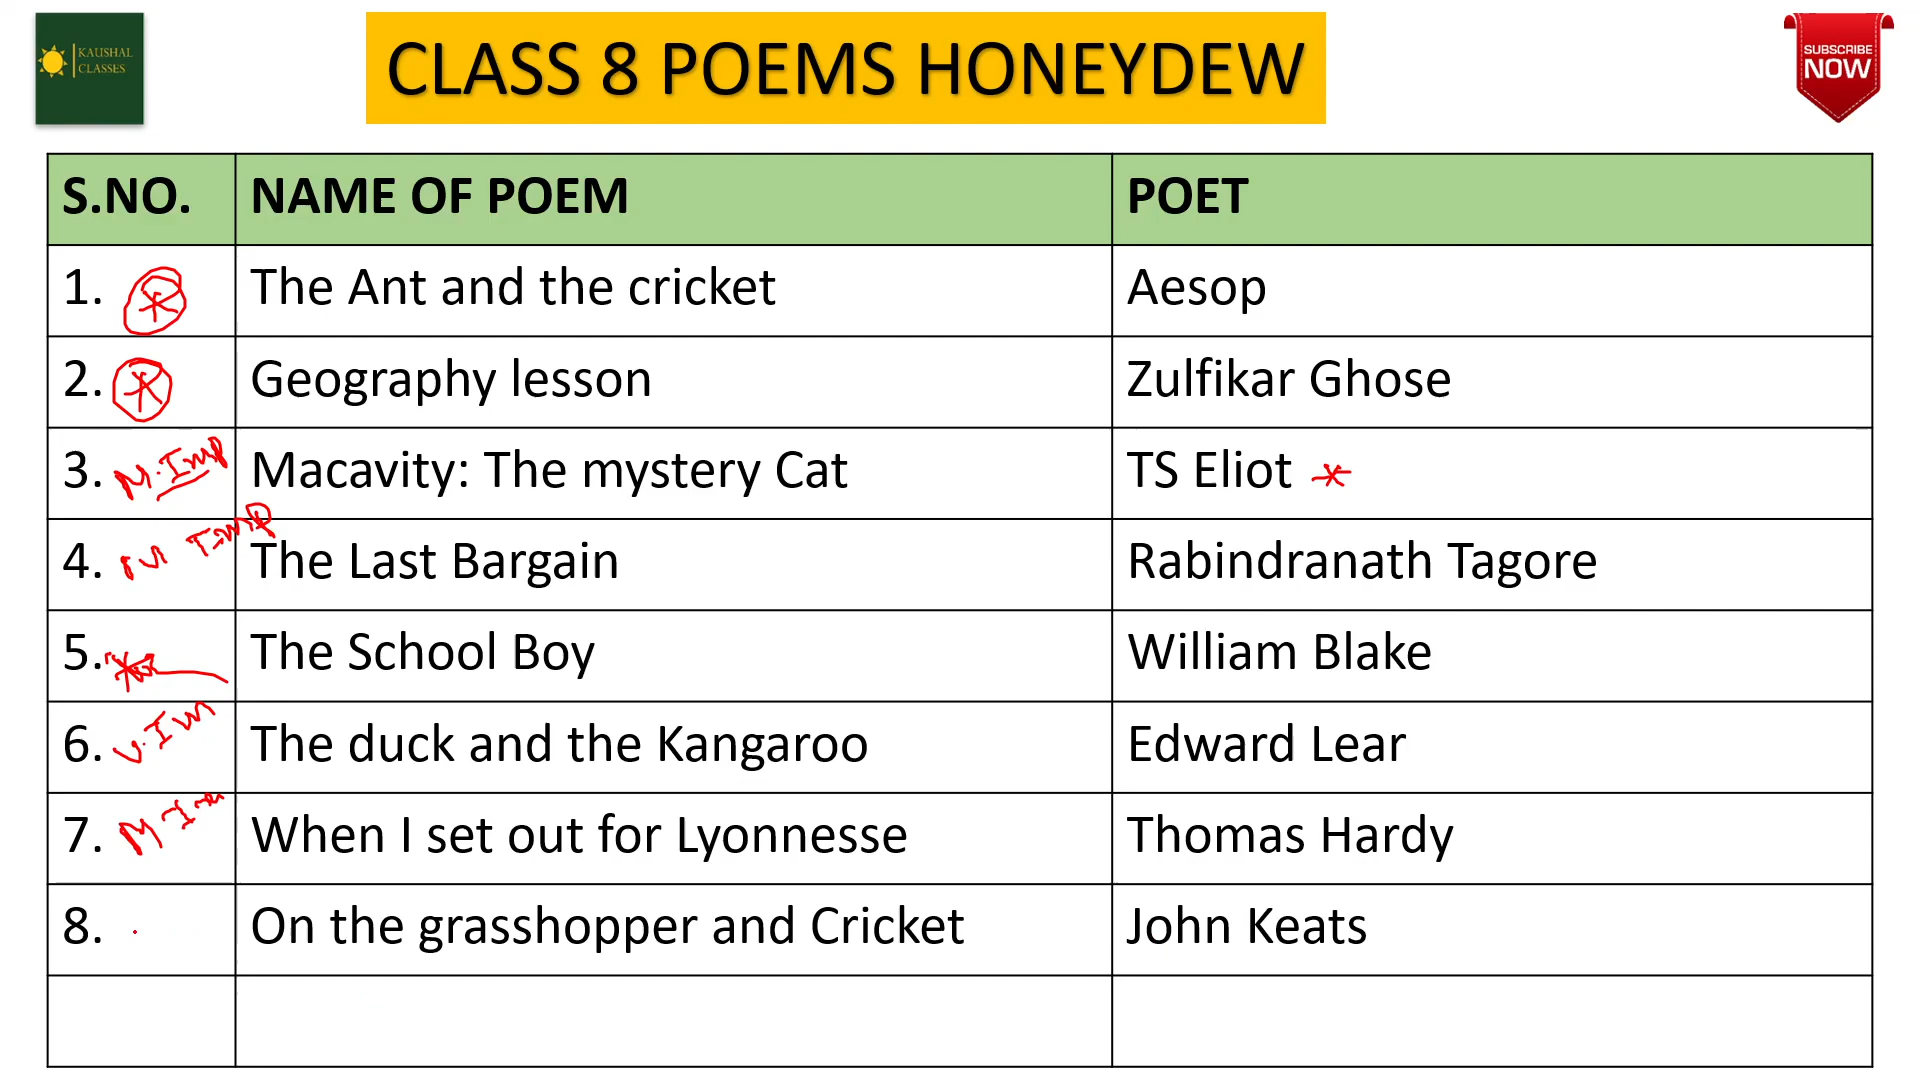 KAUSHAL
CLASSES
CLASS 8 POEMS HONEYDEW
SUBSCRIBE
NOW
S.NO. NAME OF POEM POET
1. The Ant and the cricket Aesop
2. Geography lesson Zulfikar Ghose
3. M.Imp Macavity: The mystery Cat TS Eliot
4. M Imp The Last Bargain Rabindranath Tagore
5. The School Boy William Blake
6. V.Im The duck and the Kangaroo Edward Lear
7. M.Im When I set out for Lyonnesse Thomas Hardy
8. On the grasshopper and Cricket John Keats